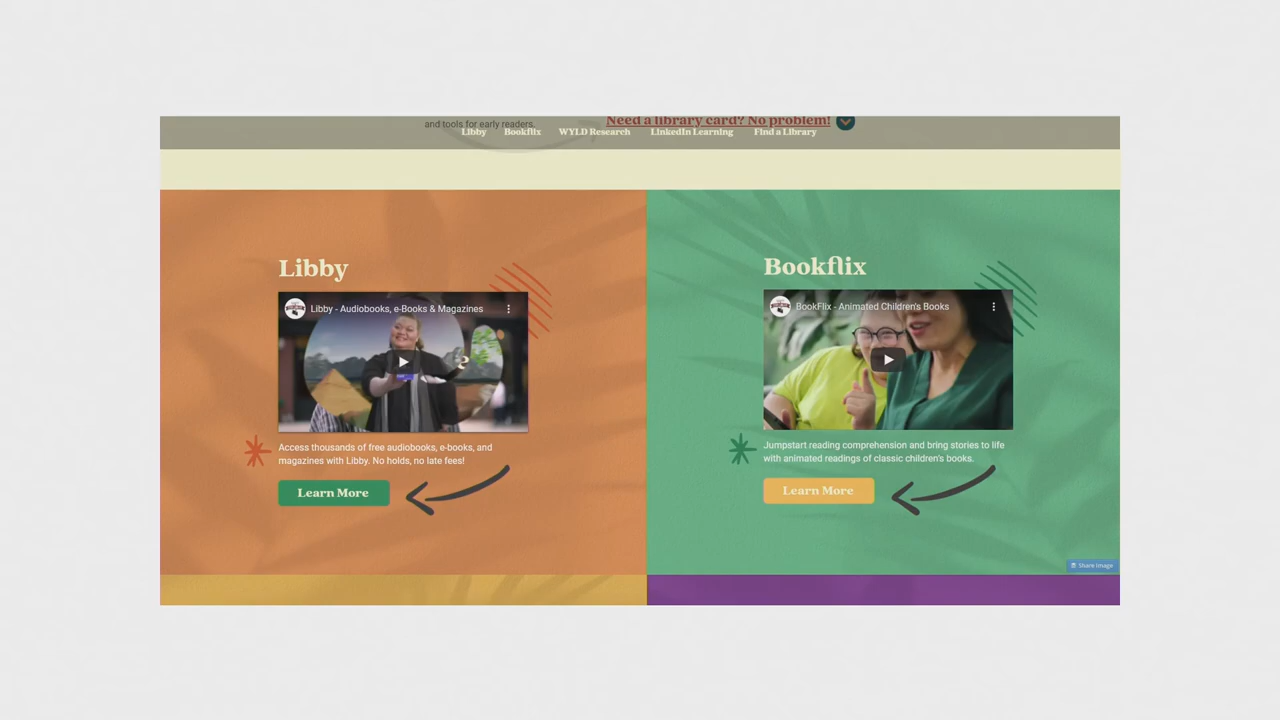 and tools for early readers.
Need a library card? No problem!
Libby Bookflix WYLD Research LinkedIn Learning Find a Library
Libby
Libby - Audiobooks, e-Books & Magazines
Access thousands of free audiobooks, e-books, and
magazines with Libby. No holds, no late fees!
Learn More
Bookflix
BookFlix - Animated Children's Books
Jumpstart reading comprehension and bring stories to life
with animated readings of classic children's books.
Learn More
Share Image